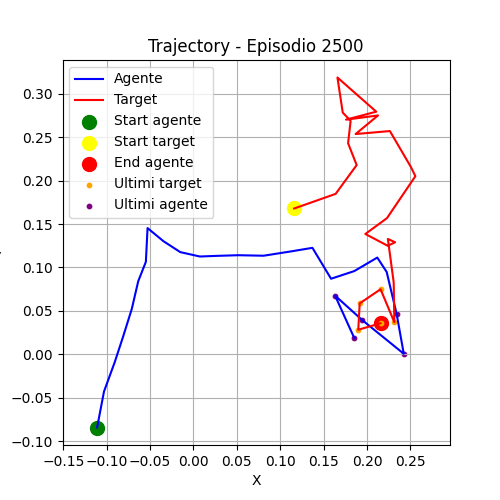 Trajectory - Episodio 2500
Agente
Target
Start agente
Start target
End agente
Ultimi target
Ultimi agente
0.30
0.25
0.20
0.15
0.10
0.05
0.00
−0.05
−0.10
−0.15 −0.10 −0.05 0.00 0.05 0.10 0.15 0.20 0.25
X